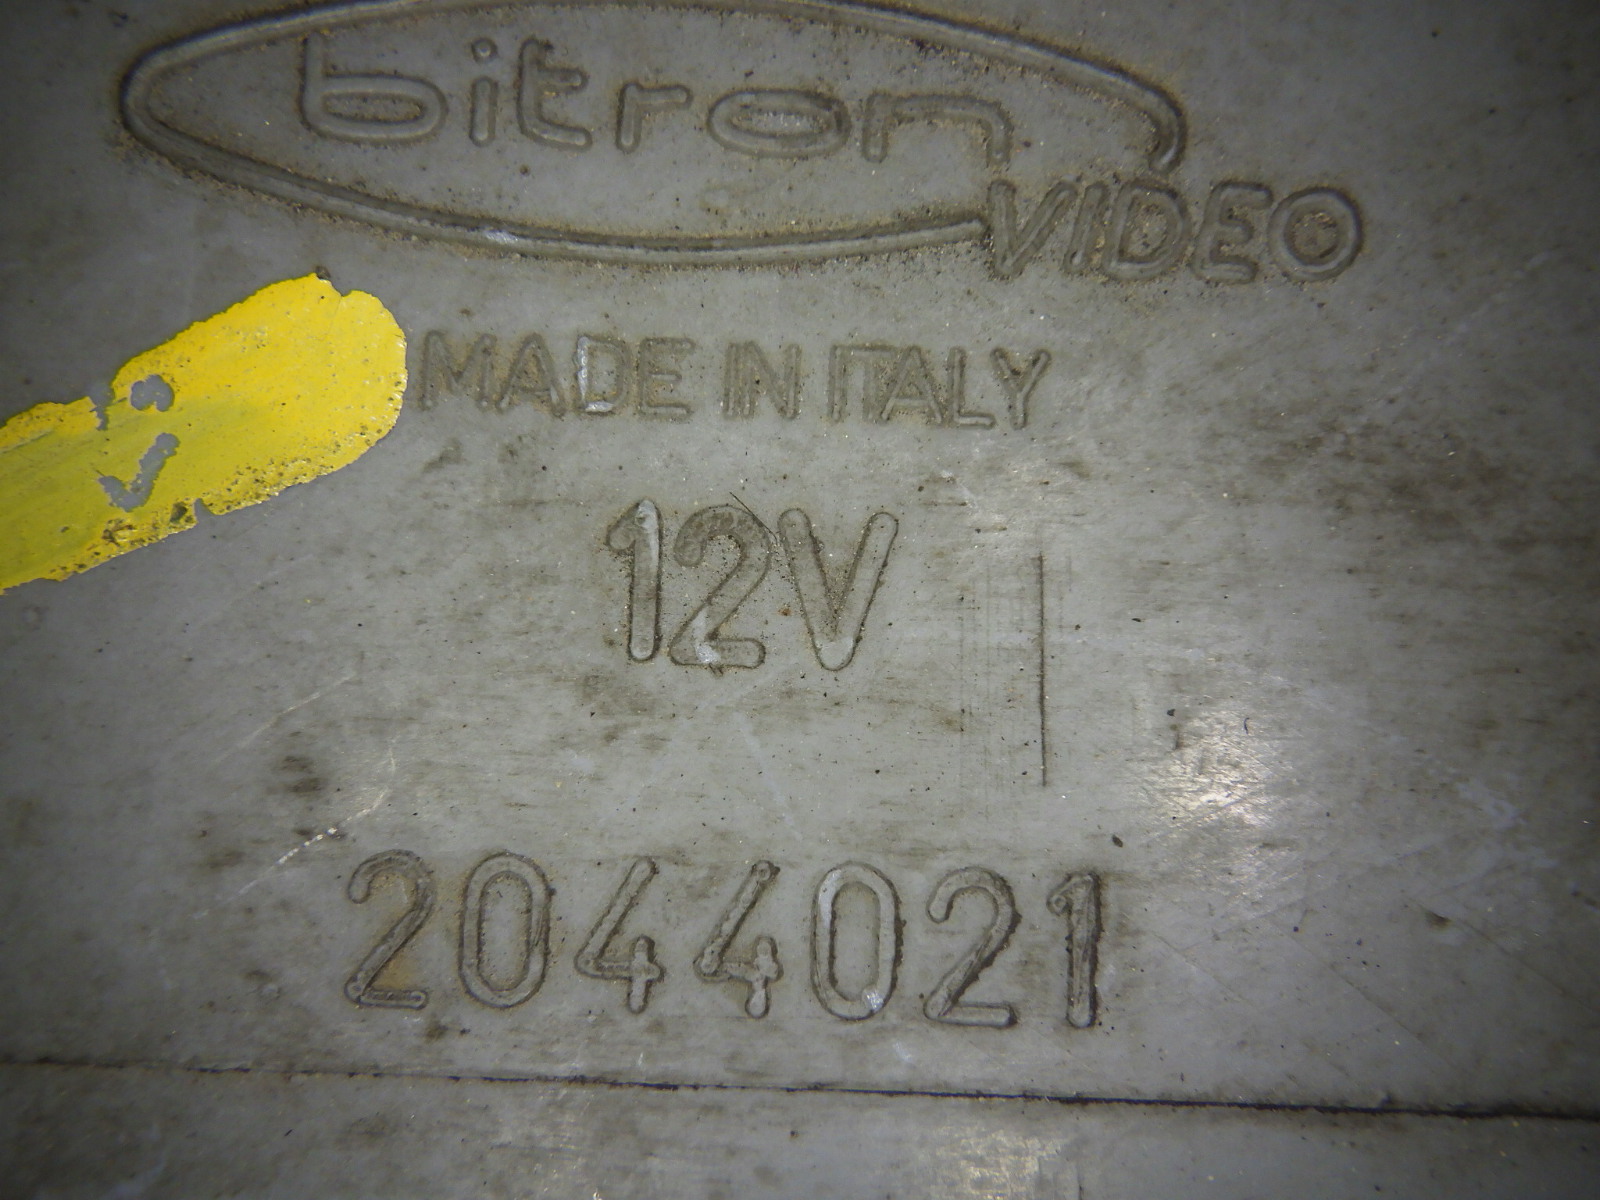 bitron
VIDEO
MADE IN ITALY
12V
2044021